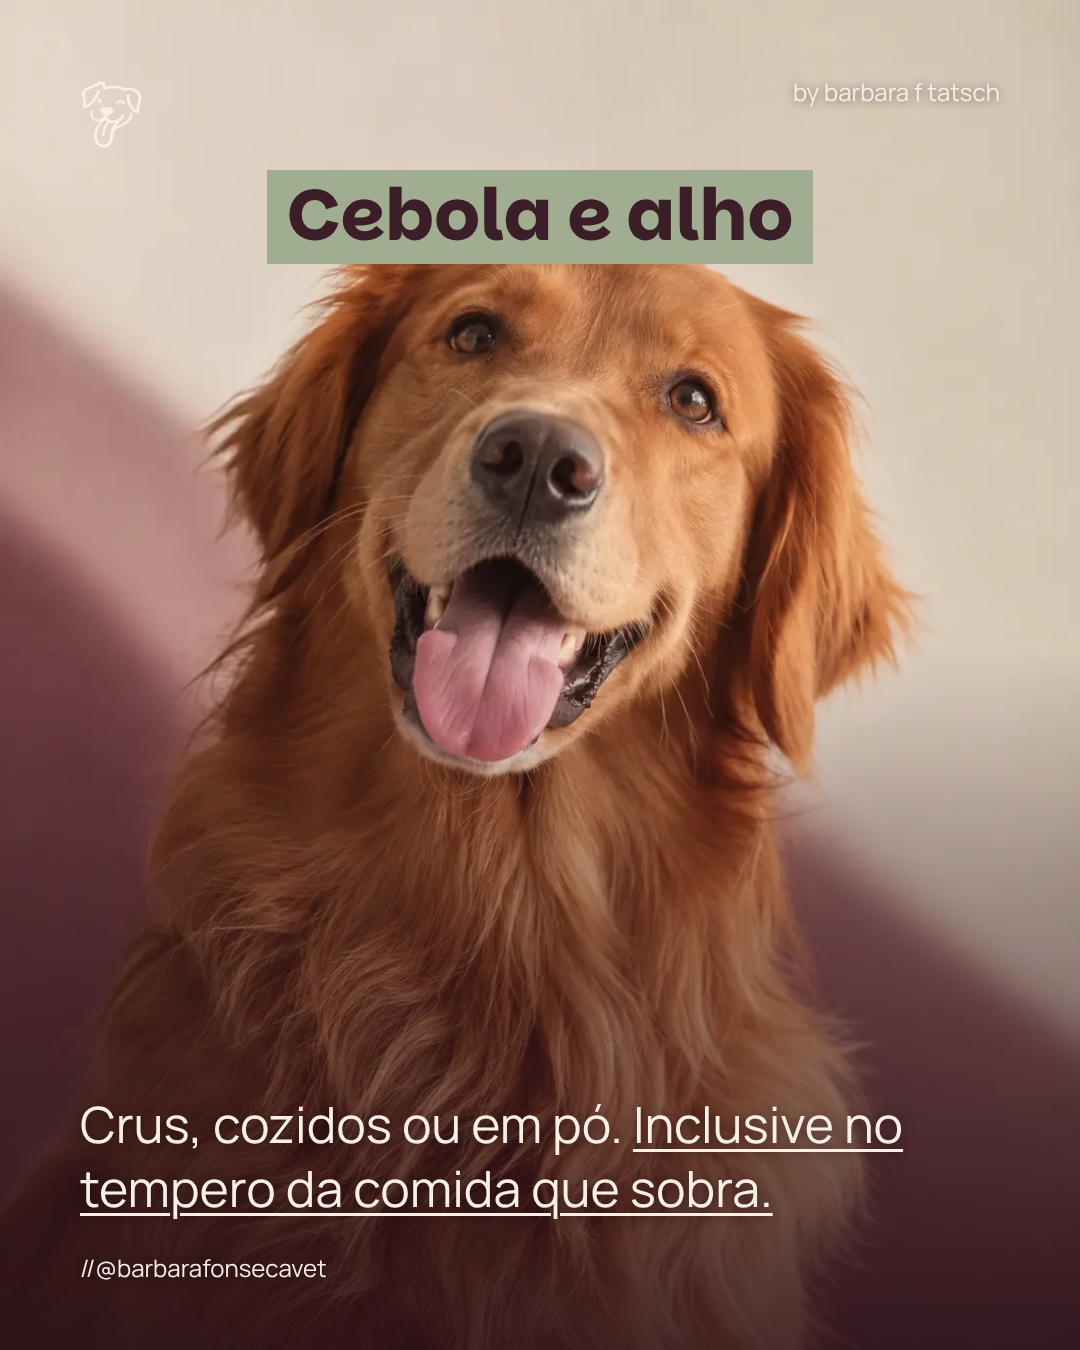 by barbara f tatsch
Cebola e alho
Crus, cozidos ou em pó. Inclusive no
tempero da comida que sobra.
//@barbarafonsecavet